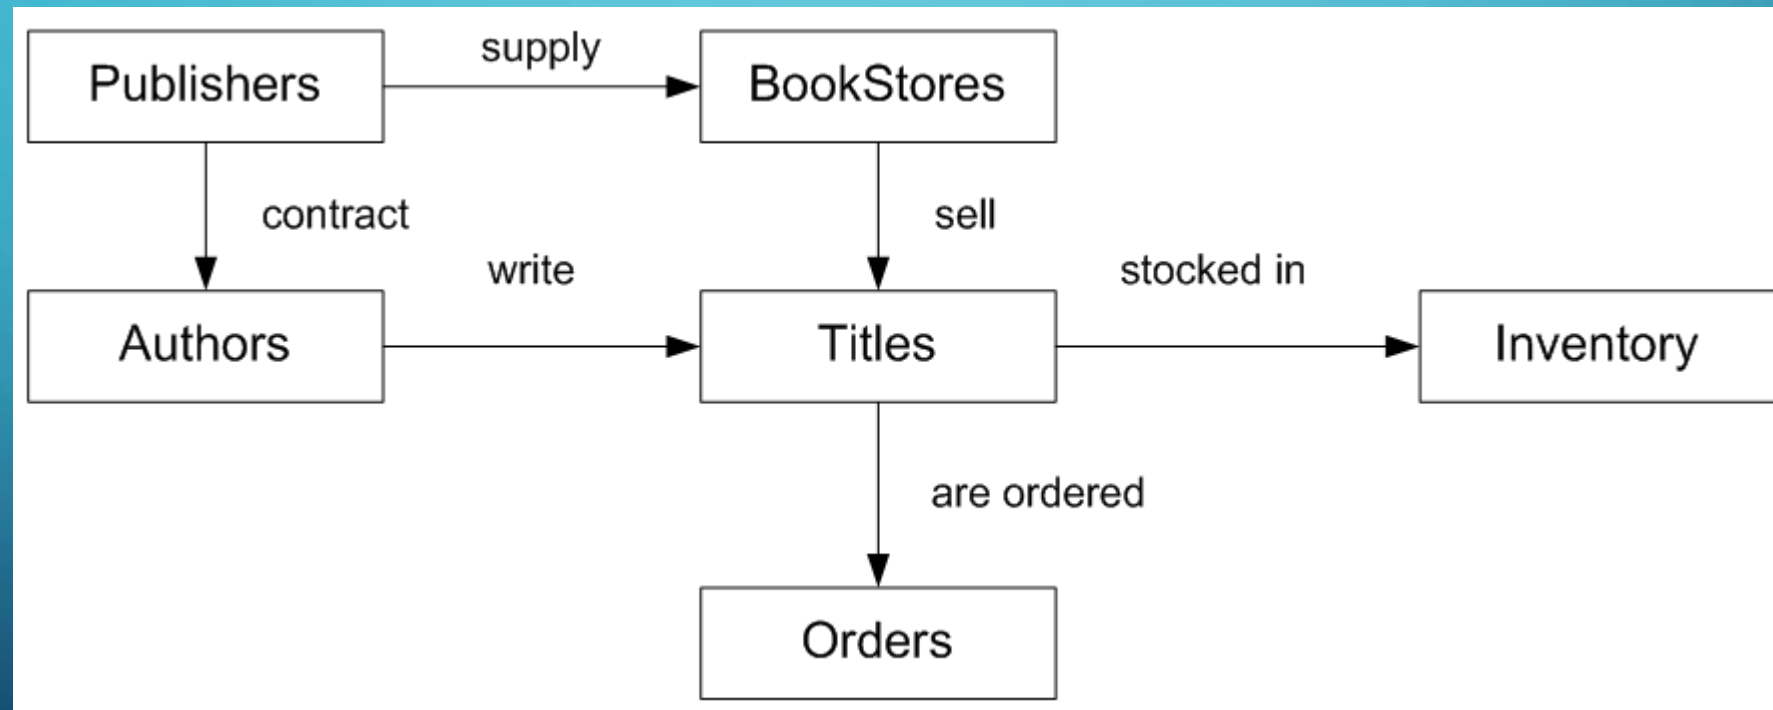 supply
Publishers
BookStores
contract
sell
write
stocked in
Authors
Titles
Inventory
are ordered
Orders